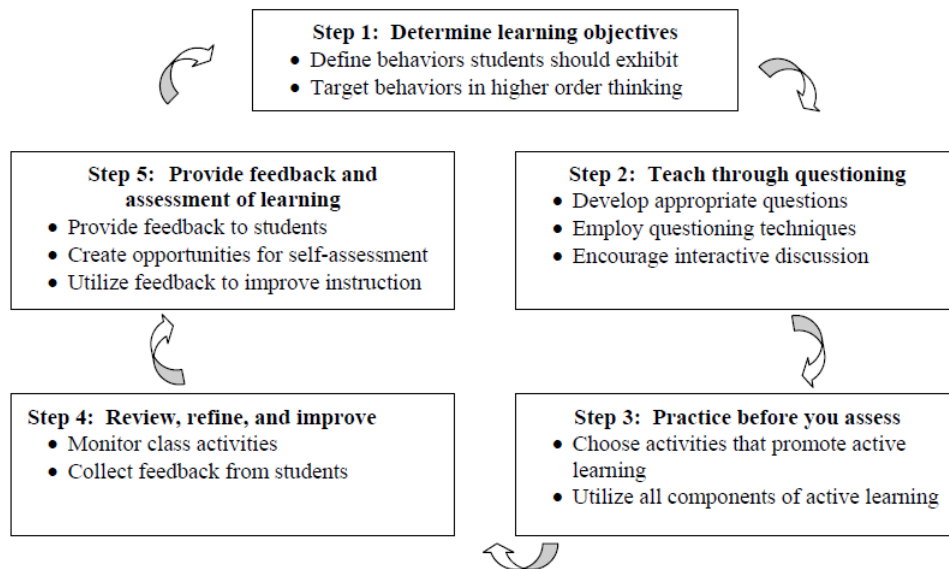 Step 1: Determine learning objectives
• Define behaviors students should exhibit
• Target behaviors in higher order thinking
Step 2: Teach through questioning
• Develop appropriate questions
• Employ questioning techniques
• Encourage interactive discussion
Step 3: Practice before you assess
• Choose activities that promote active
learning
• Utilize all components of active learning
Step 4: Review, refine, and improve
• Monitor class activities
• Collect feedback from students
Step 5: Provide feedback and
assessment of learning
• Provide feedback to students
• Create opportunities for self-assessment
• Utilize feedback to improve instruction